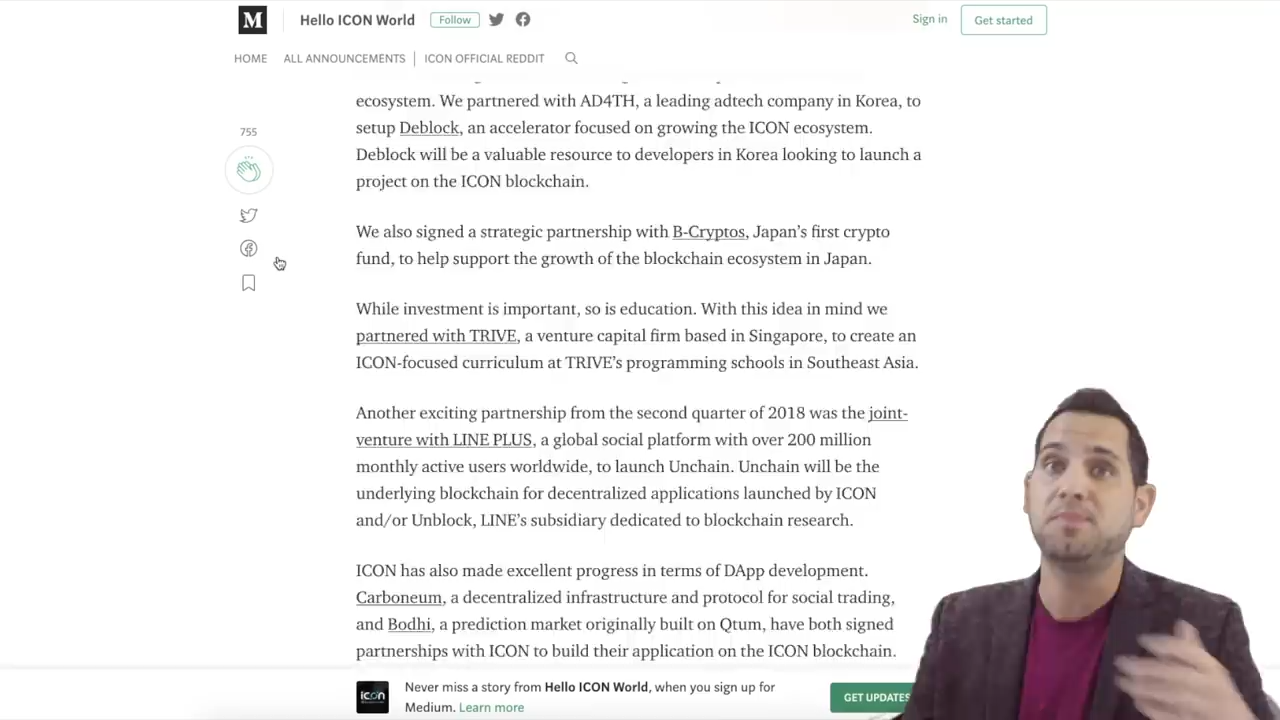 M
Hello ICON World
Follow
Sign in
Get started
HOME
ALL ANNOUNCEMENTS
ICON OFFICIAL REDDIT
ecosystem. We partnered with AD4TH, a leading adtech company in Korea, to
setup Deblock, an accelerator focused on growing the ICON ecosystem.
Deblock will be a valuable resource to developers in Korea looking to launch a
project on the ICON blockchain.
755
We also signed a strategic partnership with B-Cryptos, Japan’s first crypto
fund, to help support the growth of the blockchain ecosystem in Japan.
While investment is important, so is education. With this idea in mind we
partnered with TRIVE, a venture capital firm based in Singapore, to create an
ICON-focused curriculum at TRIVE’s programming schools in Southeast Asia.
Another exciting partnership from the second quarter of 2018 was the joint-
venture with LINE PLUS, a global social platform with over 200 million
monthly active users worldwide, to launch Unchain. Unchain will be the
underlying blockchain for decentralized applications launched by ICON
and/or Unblock, LINE’s subsidiary dedicated to blockchain research.
ICON has also made excellent progress in terms of DApp development.
Carboneum, a decentralized infrastructure and protocol for social trading,
and Bodhi, a prediction market originally built on Qtum, have both signed
partnerships with ICON to build their application on the ICON blockchain.
icon
Never miss a story from Hello ICON World, when you sign up for
Medium. Learn more
GET UPDATES